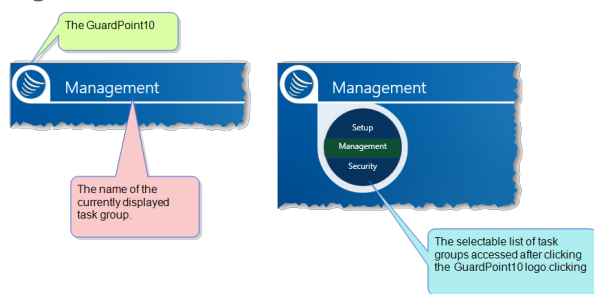 The GuardPoint10
Management
The name of the
currently displayed
task group.
Management
Setup
Management
Security
The selectable list of task
groups accessed after clicking
the GuardPoint10 logo.clicking